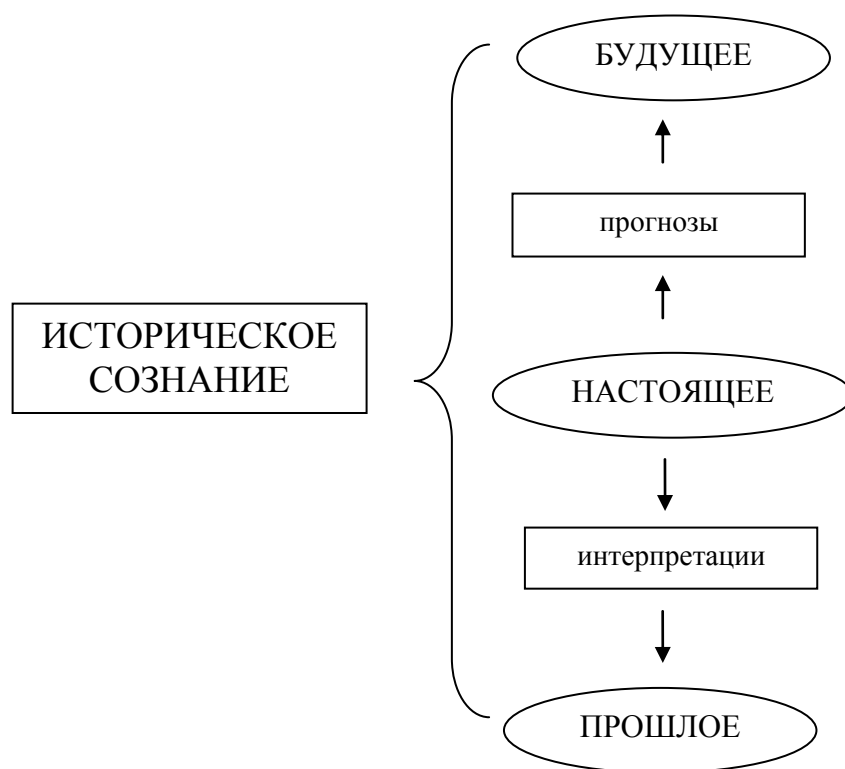 БУДУЩЕЕ
прогнозы
ИСТОРИЧЕСКОЕ
СОЗНАНИЕ
НАСТОЯЩЕЕ
интерпретации
ПРОШЛОЕ